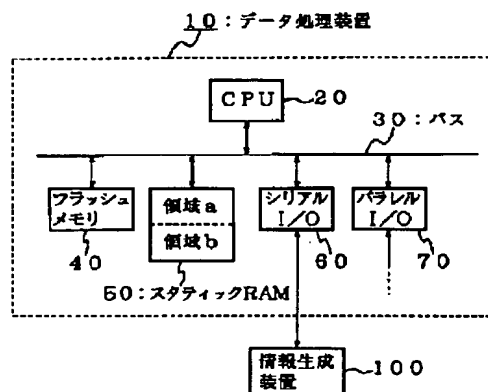 10:データ処理装置
CPU
20
30:バス
フラッシュ
メモリ
40
領域a
領域b
50:スタティックRAM
シリアル
I/O
60
パラレル
I/O
70
情報生成
装置
100